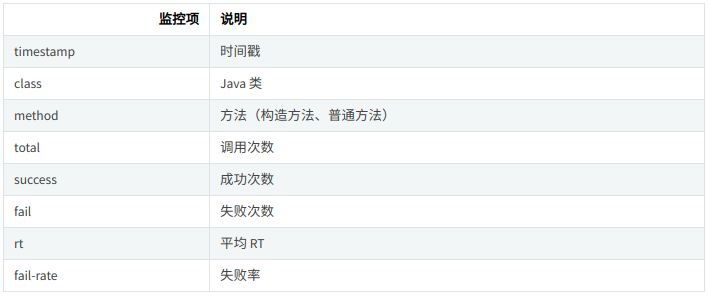 监控项 说明
timestamp 时间戳
class Java 类
method 方法（构造方法、普通方法）
total 调用次数
success 成功次数
fail 失败次数
rt 平均 RT
fail-rate 失败率